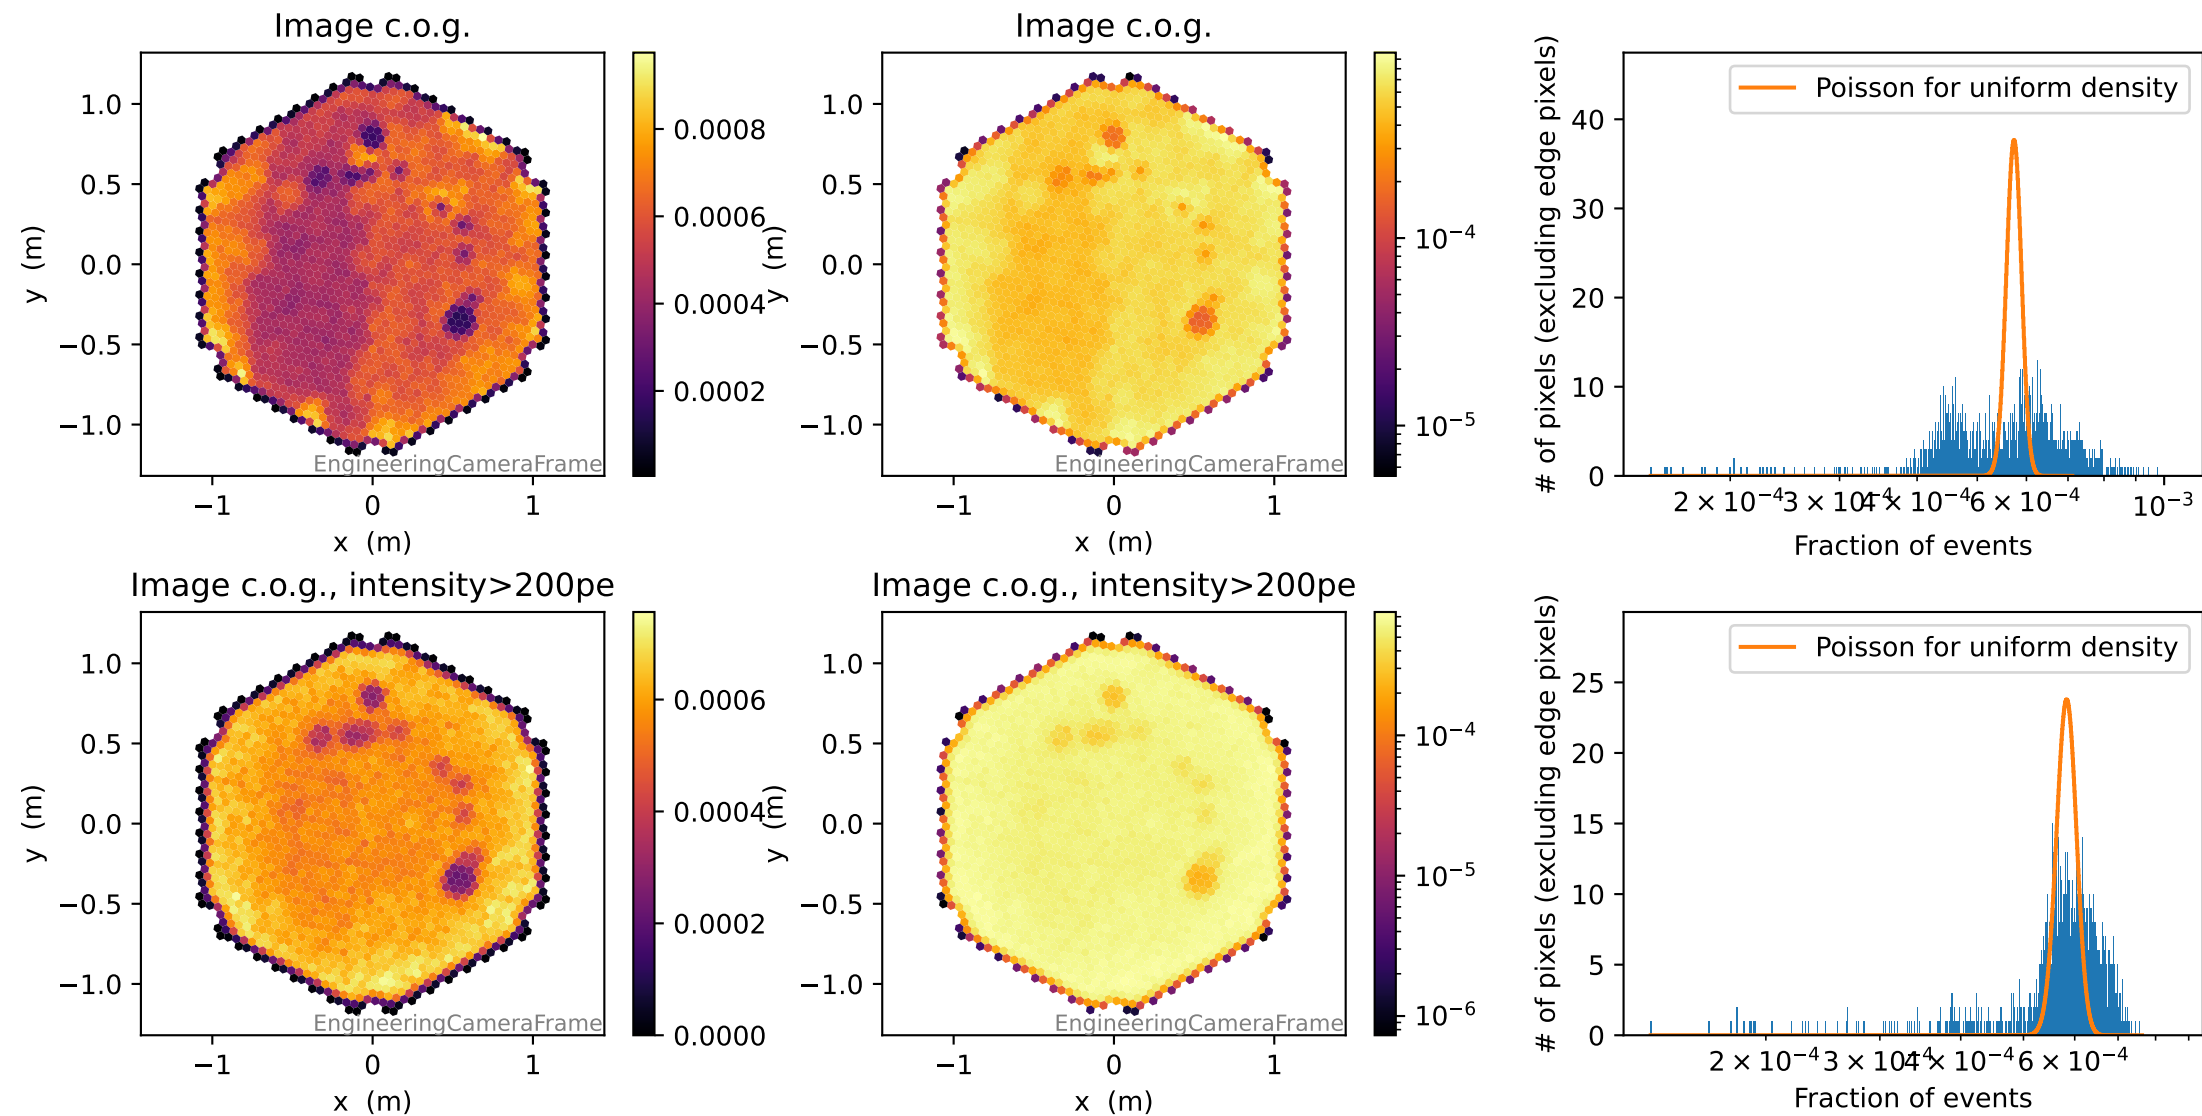 Image c.o.g.
1.0
0.5
0.0
−0.5
−1.0
y (m)
−1 0 1
x (m)
EngineeringCameraFrame
0.0008
0.0006
0.0004
0.0002
Image c.o.g.
1.0
0.5
0.0
−0.5
−1.0
y (m)
−1 0 1
x (m)
EngineeringCameraFrame
10⁻⁴
10⁻⁵
Poisson for uniform density
# of pixels (excluding edge pixels)
40
30
20
10
0
2 × 10⁻⁴ 3 × 10⁻⁴ 4 × 10⁻⁴ 6 × 10⁻⁴ 10⁻³
Fraction of events
Image c.o.g., intensity>200pe
1.0
0.5
0.0
−0.5
−1.0
y (m)
−1 0 1
x (m)
EngineeringCameraFrame
0.0006
0.0004
0.0002
0.0000
Image c.o.g., intensity>200pe
1.0
0.5
0.0
−0.5
−1.0
y (m)
−1 0 1
x (m)
EngineeringCameraFrame
10⁻⁴
10⁻⁵
10⁻⁶
Poisson for uniform density
# of pixels (excluding edge pixels)
25
20
15
10
5
0
2 × 10⁻⁴ 3 × 10⁻⁴ 4 × 10⁻⁴ 6 × 10⁻⁴
Fraction of events